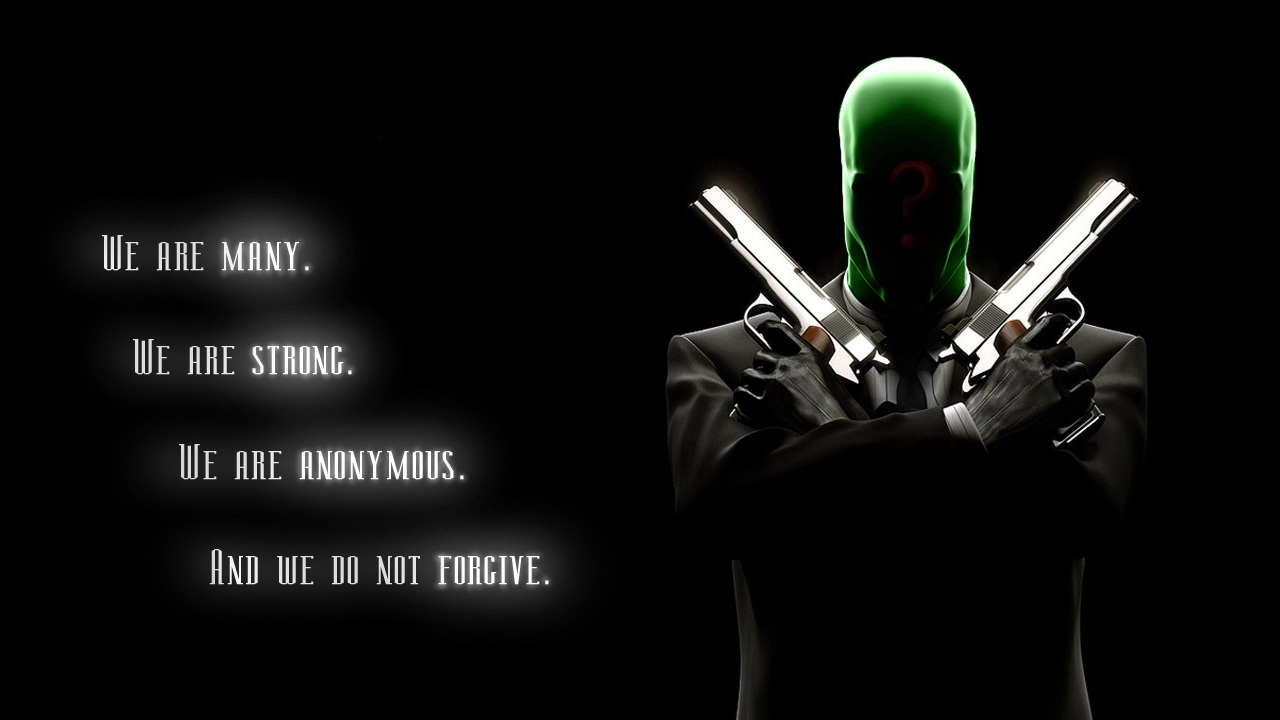 We are many.
We are strong.
We are anonymous.
And we do not forgive.
?